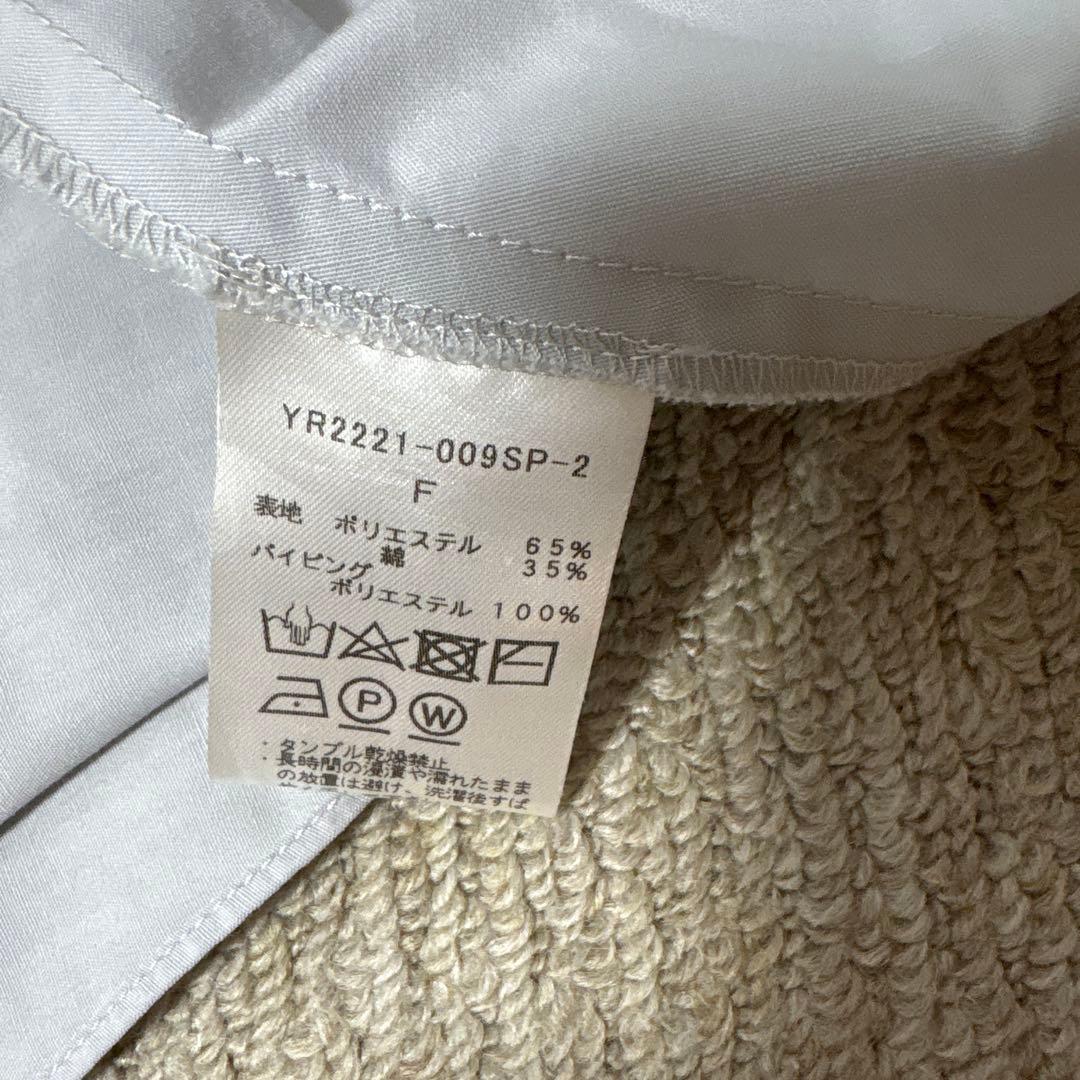 YR2221-009SP-2
F
表地 ポリエステル 65%
綿 35%
パイピング
ポリエステル 100%
P W
・タンブル乾燥禁止
・長時間の浸漬や濡れたまま
の放置は避け、洗濯後すぱ